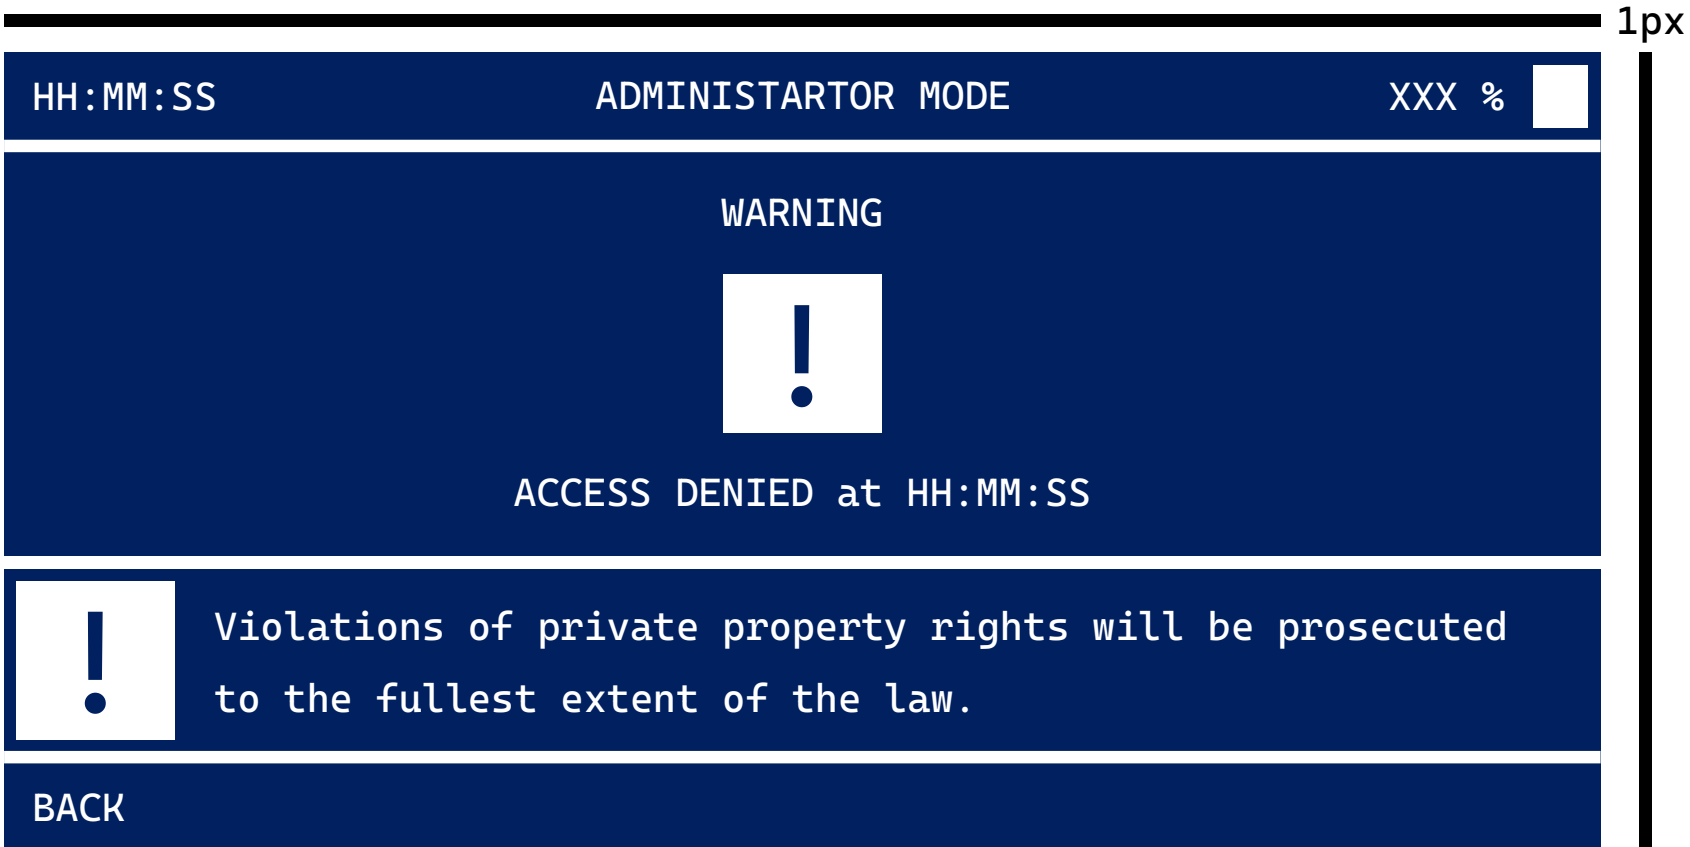 1px
HH:MM:SS ADMINISTARTOR MODE XXX %
WARNING
!
ACCESS DENIED at HH:MM:SS
! Violations of private property rights will be prosecuted
to the fullest extent of the law.
BACK